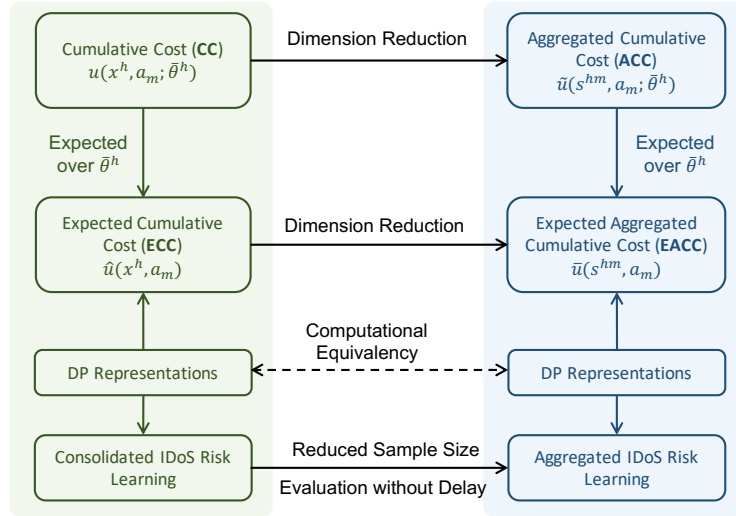 Cumulative Cost (CC)
u(x^h, a_m; θ̄^h)
Dimension Reduction
Aggregated Cumulative
Cost (ACC)
ũ(s^{hm}, a_m; θ̄^h)
Expected
over θ̄^h
Expected
over θ̄^h
Expected Cumulative
Cost (ECC)
û(x^h, a_m)
Dimension Reduction
Expected Aggregated
Cumulative Cost (EACC)
ū(s^{hm}, a_m)
Computational
Equivalency
DP Representations
DP Representations
Consolidated IDoS Risk
Learning
Reduced Sample Size
Evaluation without Delay
Aggregated IDoS Risk
Learning